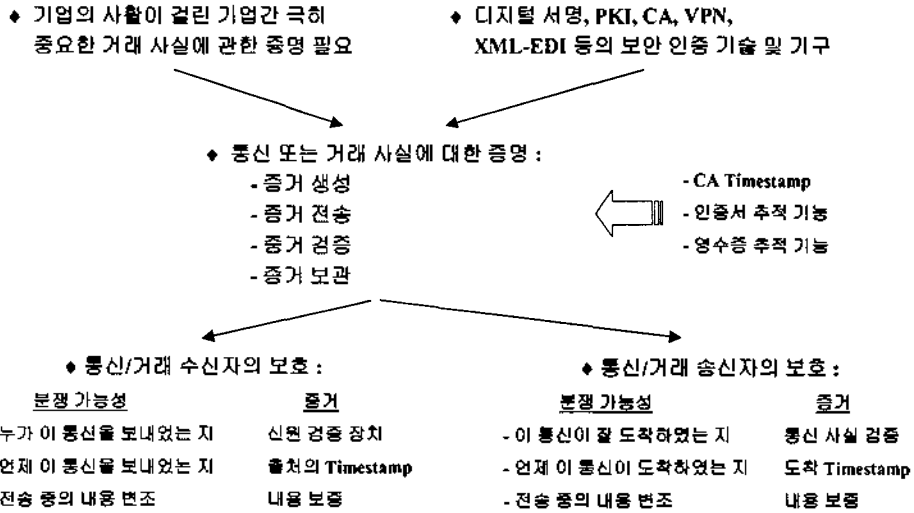 ♦ 기업의 사활이 걸린 기업간 극히
중요한 거래 사실에 관한 증명 필요
♦ 디지털 서명, PKI, CA, VPN,
XML-EDI 등의 보안 인증 기술 및 기구
♦ 통신 또는 거래 사실에 대한 증명 :
- 증거 생성
- 증거 전송
- 증거 검증
- 증거 보관
- CA Timestamp
- 인증서 추적 기능
- 영수증 추적 기능
♦ 통신/거래 수신자의 보호 :
분쟁 가능성 증거
누가 이 통신을 보내었는 지 신원 검증 장치
언제 이 통신을 보내었는 지 출처의 Timestamp
전송 중의 내용 변조 내용 보증
♦ 통신/거래 송신자의 보호 :
분쟁 가능성 증거
- 이 통신이 잘 도착하였는 지 통신 사실 검증
- 언제 이 통신이 도착하였는 지 도착 Timestamp
- 전송 중의 내용 변조 내용 보증